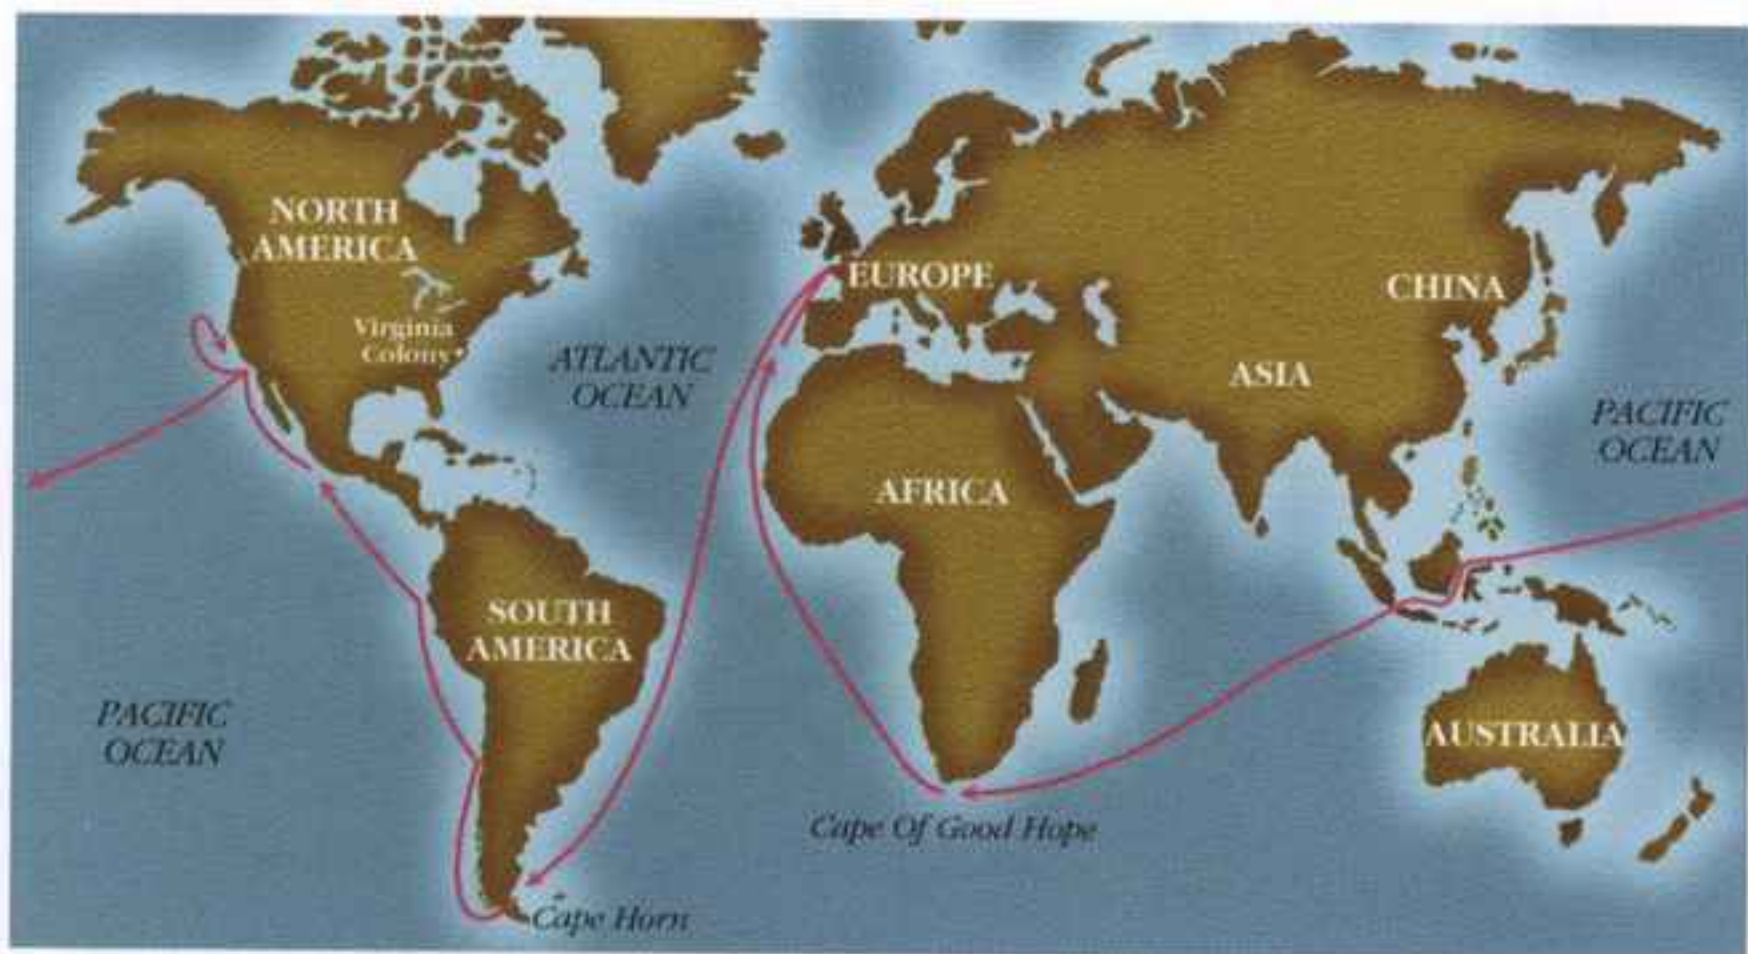 NORTH
AMERICA
Virginia
Colony
ATLANTIC
OCEAN
EUROPE
CHINA
ASIA
PACIFIC
OCEAN
AFRICA
SOUTH
AMERICA
PACIFIC
OCEAN
AUSTRALIA
Cape Of Good Hope
Cape Horn